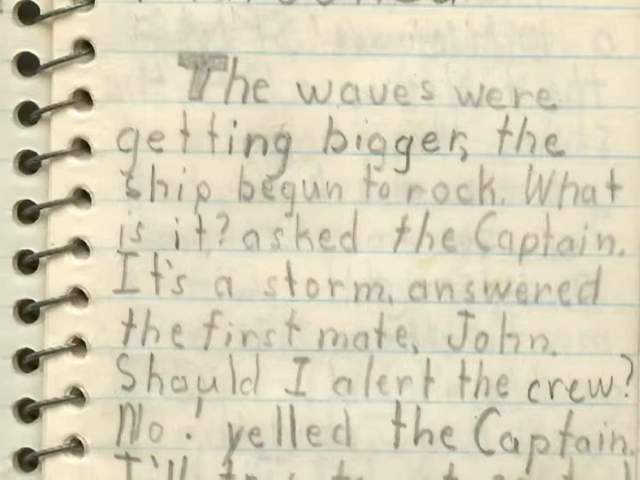 The waves were
getting bigger, the
ship begun to rock. What
is it? asked the Captain.
It's a storm. answered
the first mate, John.
Should I alert the crew?
No! yelled the Captain.
I'll